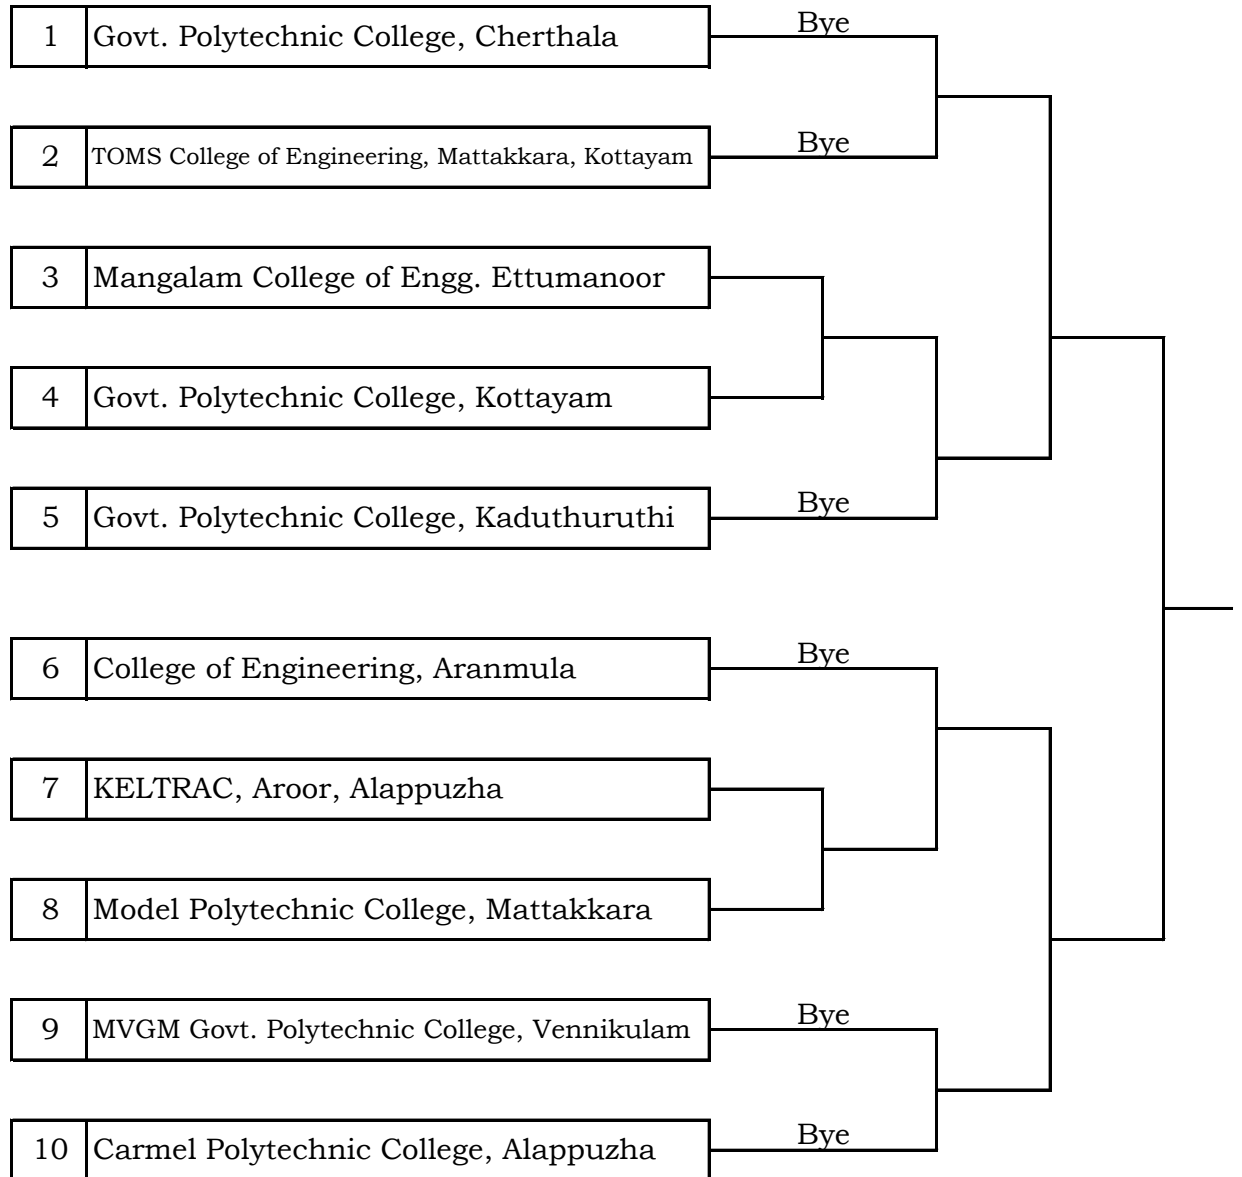 1 Govt. Polytechnic College, Cherthala Bye
2 TOMS College of Engineering, Mattakkara, Kottayam Bye
3 Mangalam College of Engg. Ettumanoor
4 Govt. Polytechnic College, Kottayam
5 Govt. Polytechnic College, Kaduthuruthi Bye
6 College of Engineering, Aranmula Bye
7 KELTRAC, Aroor, Alappuzha
8 Model Polytechnic College, Mattakkara
9 MVGM Govt. Polytechnic College, Vennikulam Bye
10 Carmel Polytechnic College, Alappuzha Bye